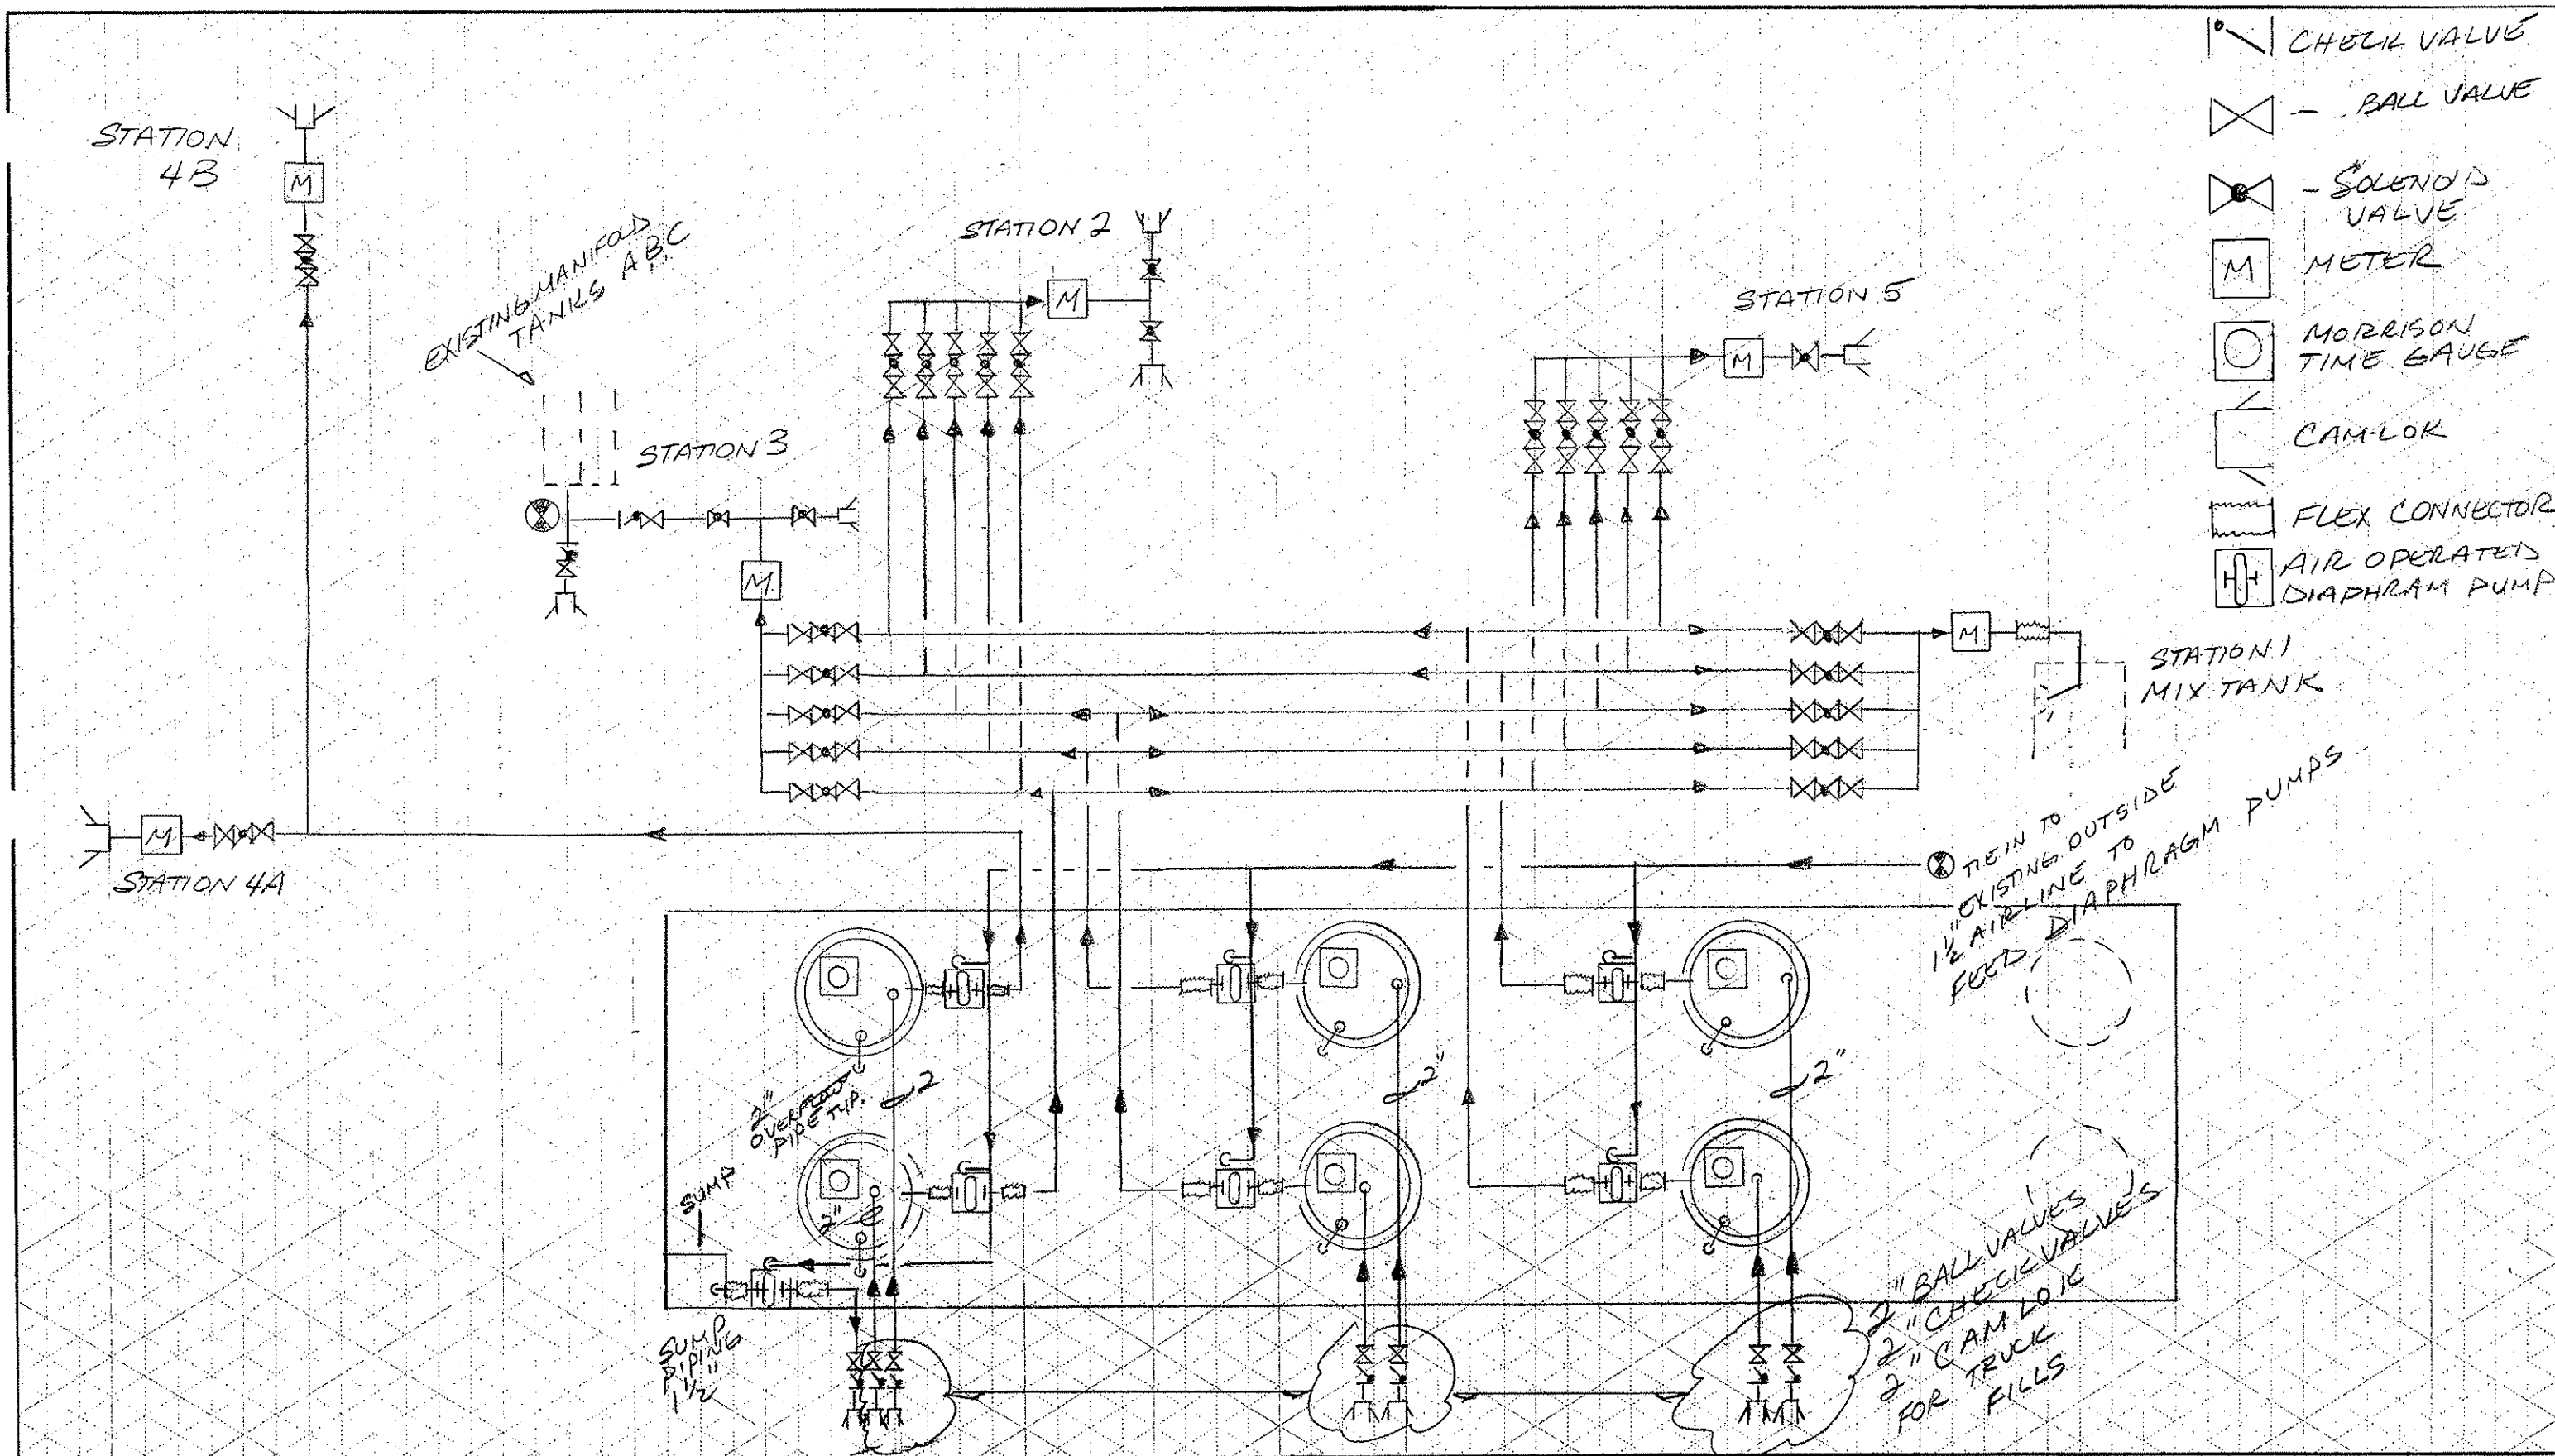 CHECK VALVE
- BALL VALVE
- SOLENOID
VALVE
M METER
MORRISON
TIME GAUGE
CAM-LOK
FLEX CONNECTOR
AIR OPERATED
DIAPHRAM PUMP
STATION
4B
M
EXISTING MANIFOLD
TANKS A,B,C
STATION 2
M
STATION 5
M
STATION 3
M
M
STATION 1
MIX TANK
M
STATION 4A
TIE IN TO
EXISTING OUTSIDE
1½" AIRLINE TO
FEED DIAPHRAGM PUMPS
2"
OVERFLOW
PIPE TYP.
2
2"
2"
SUMP
2"
SUMP
PIPING
1½"
2" BALL VALVES
2" CHECK VALVES
2" CAM LOK
FOR TRUCK
FILLS